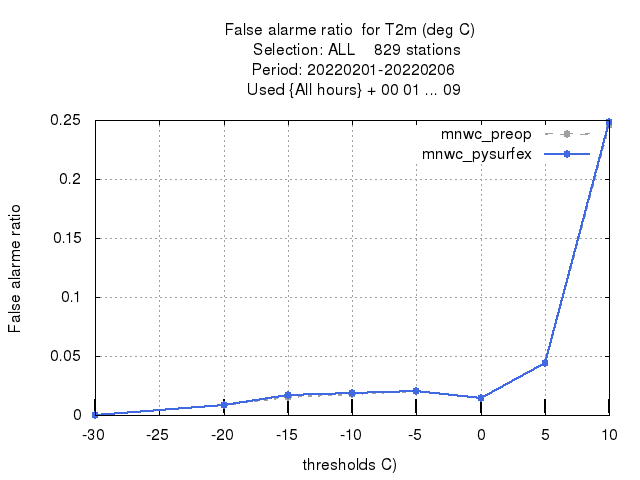 False alarme ratio  for T2m (deg C)
Selection: ALL    829 stations
Period: 20220201-20220206
Used {All hours} + 00 01 ... 09
mnwc_preop
mnwc_pysurfex
0.25
0.2
0.15
0.1
0.05
0
False alarme ratio
-30 -25 -20 -15 -10 -5 0 5 10
thresholds C)